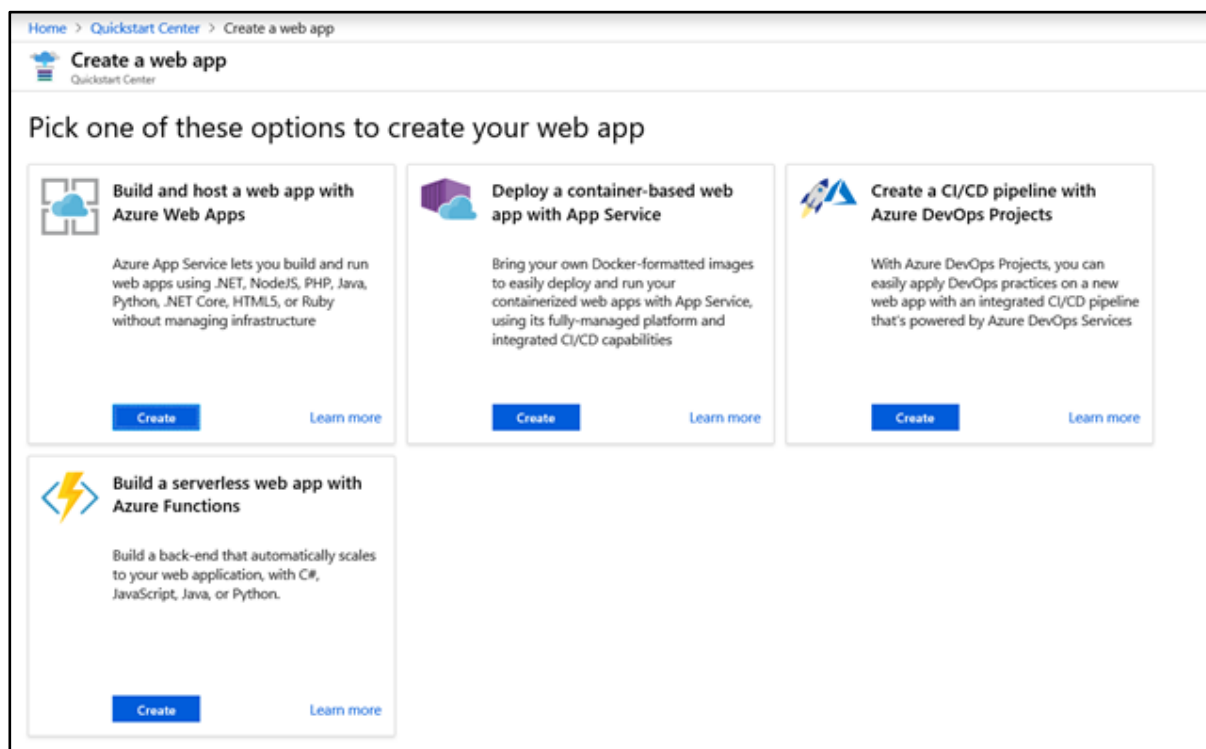 Home > Quickstart Center > Create a web app
Create a web app
Quickstart Center
Pick one of these options to create your web app
Build and host a web app with
Azure Web Apps
Azure App Service lets you build and run
web apps using .NET, NodeJS, PHP, Java,
Python, .NET Core, HTML5, or Ruby
without managing infrastructure
Create
Learn more
Deploy a container-based web
app with App Service
Bring your own Docker-formatted images
to easily deploy and run your
containerized web apps with App Service,
using its fully-managed platform and
integrated CI/CD capabilities
Create
Learn more
Create a CI/CD pipeline with
Azure DevOps Projects
With Azure DevOps Projects, you can
easily apply DevOps practices on a new
web app with an integrated CI/CD pipeline
that's powered by Azure DevOps Services
Create
Learn more
Build a serverless web app with
Azure Functions
Build a back-end that automatically scales
to your web application, with C#,
JavaScript, Java, or Python.
Create
Learn more